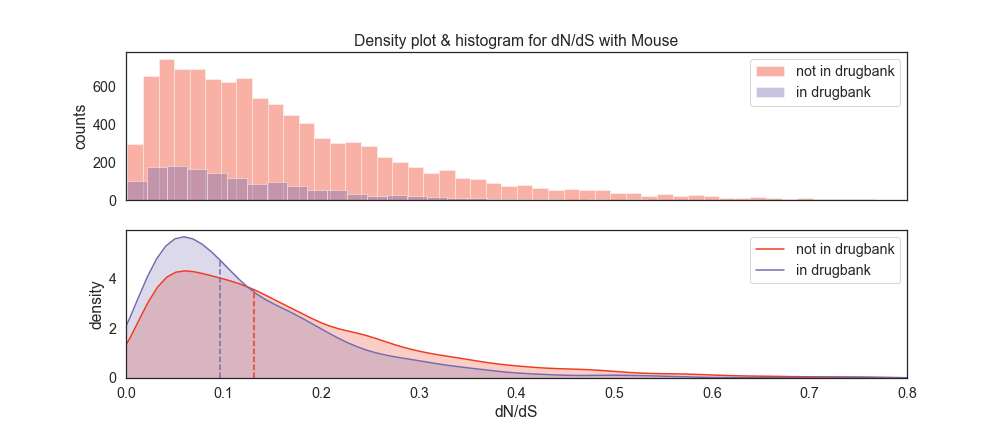 Density plot & histogram for dN/dS with Mouse
counts
600
400
200
0
not in drugbank
in drugbank
density
4
2
0
not in drugbank
in drugbank
0.0 0.1 0.2 0.3 0.4 0.5 0.6 0.7 0.8
dN/dS